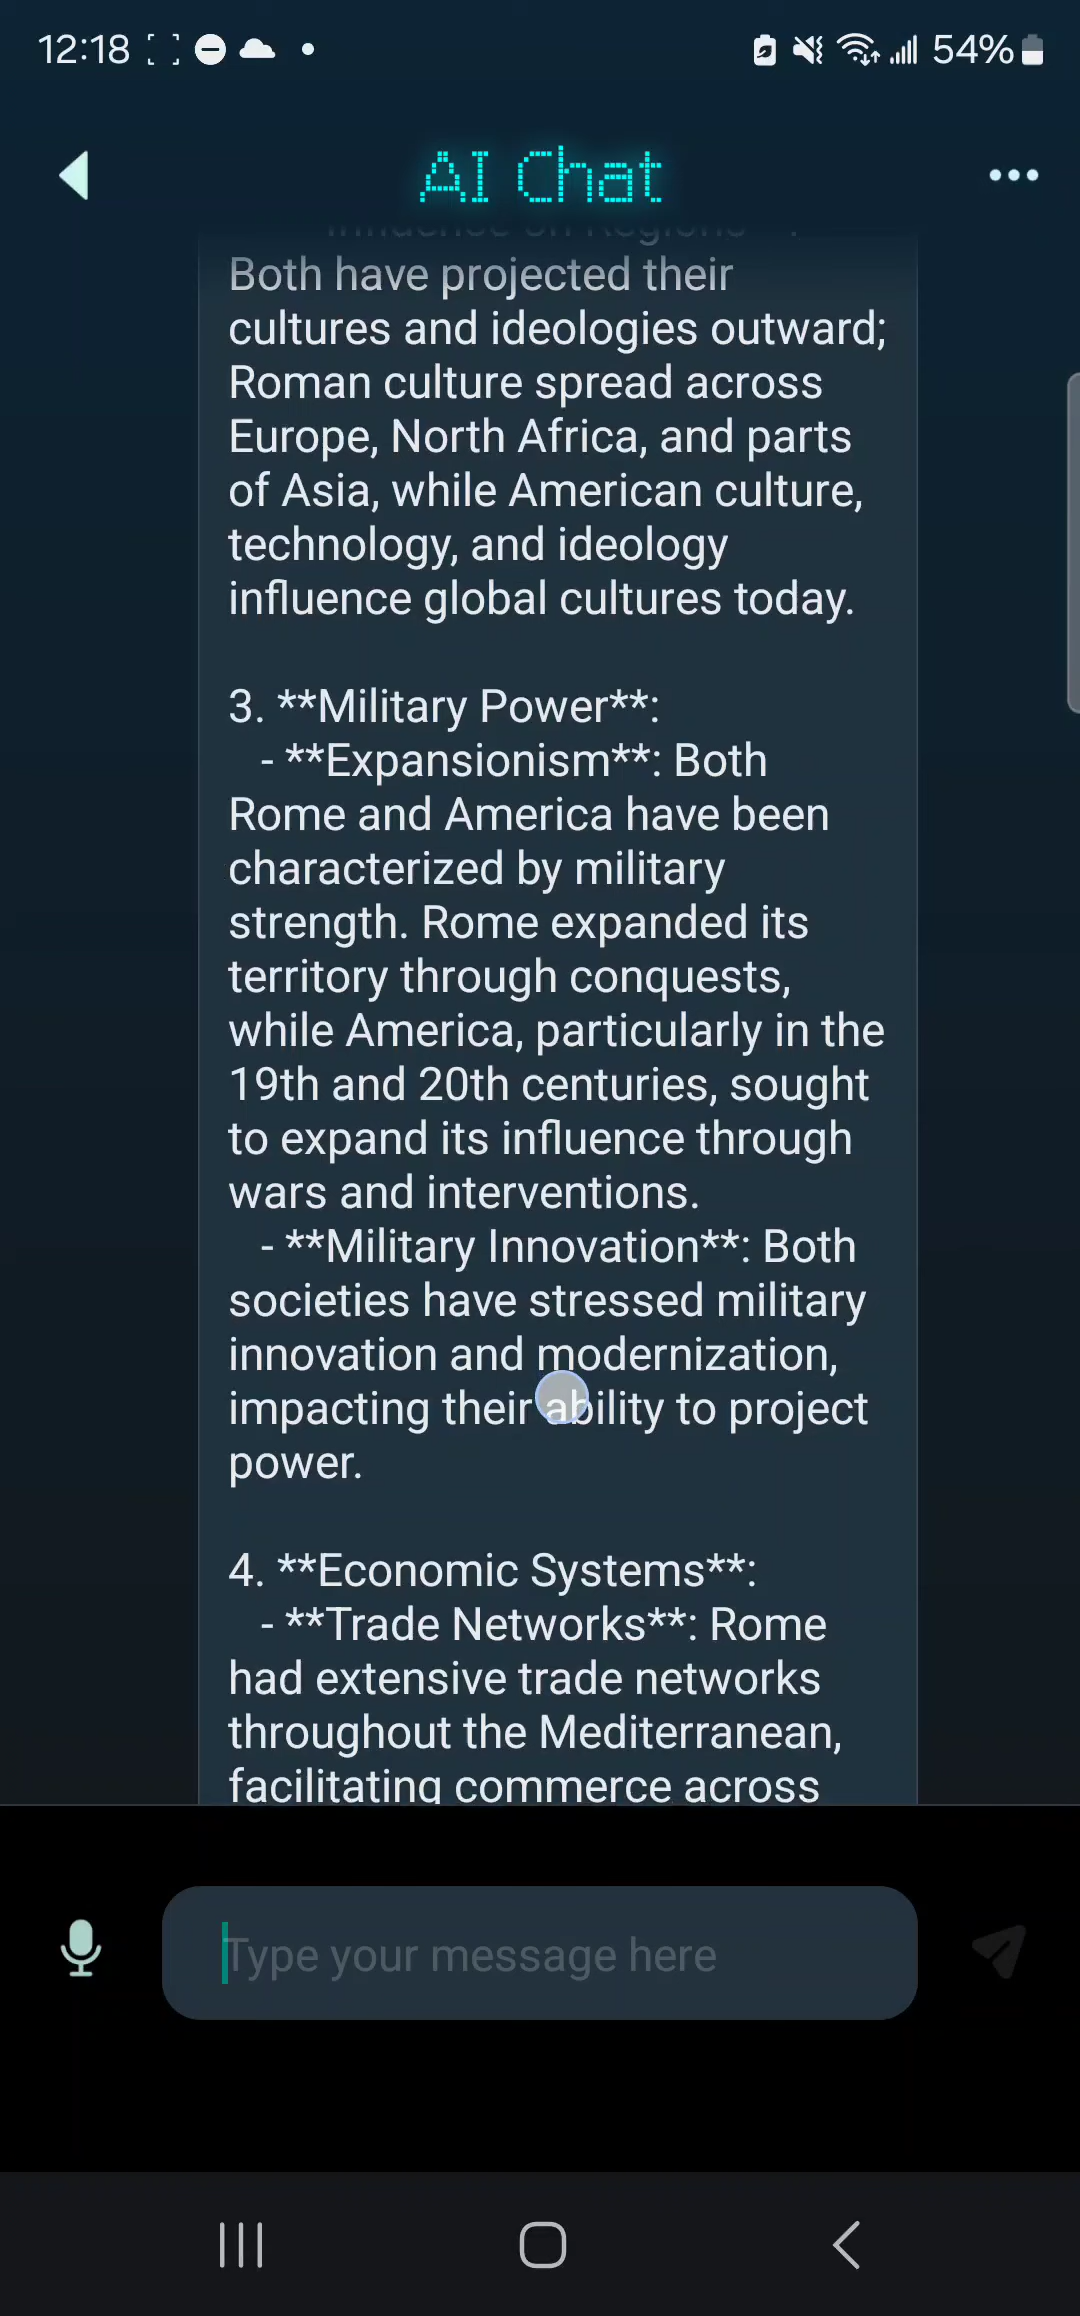 12:18
54%
AI Chat
Influence on Regions
Both have projected their
cultures and ideologies outward;
Roman culture spread across
Europe, North Africa, and parts
of Asia, while American culture,
technology, and ideology
influence global cultures today.
3. **Military Power**:
- **Expansionism**: Both
Rome and America have been
characterized by military
strength. Rome expanded its
territory through conquests,
while America, particularly in the
19th and 20th centuries, sought
to expand its influence through
wars and interventions.
- **Military Innovation**: Both
societies have stressed military
innovation and modernization,
impacting their ability to project
power.
4. **Economic Systems**:
- **Trade Networks**: Rome
had extensive trade networks
throughout the Mediterranean,
facilitating commerce across
Type your message here